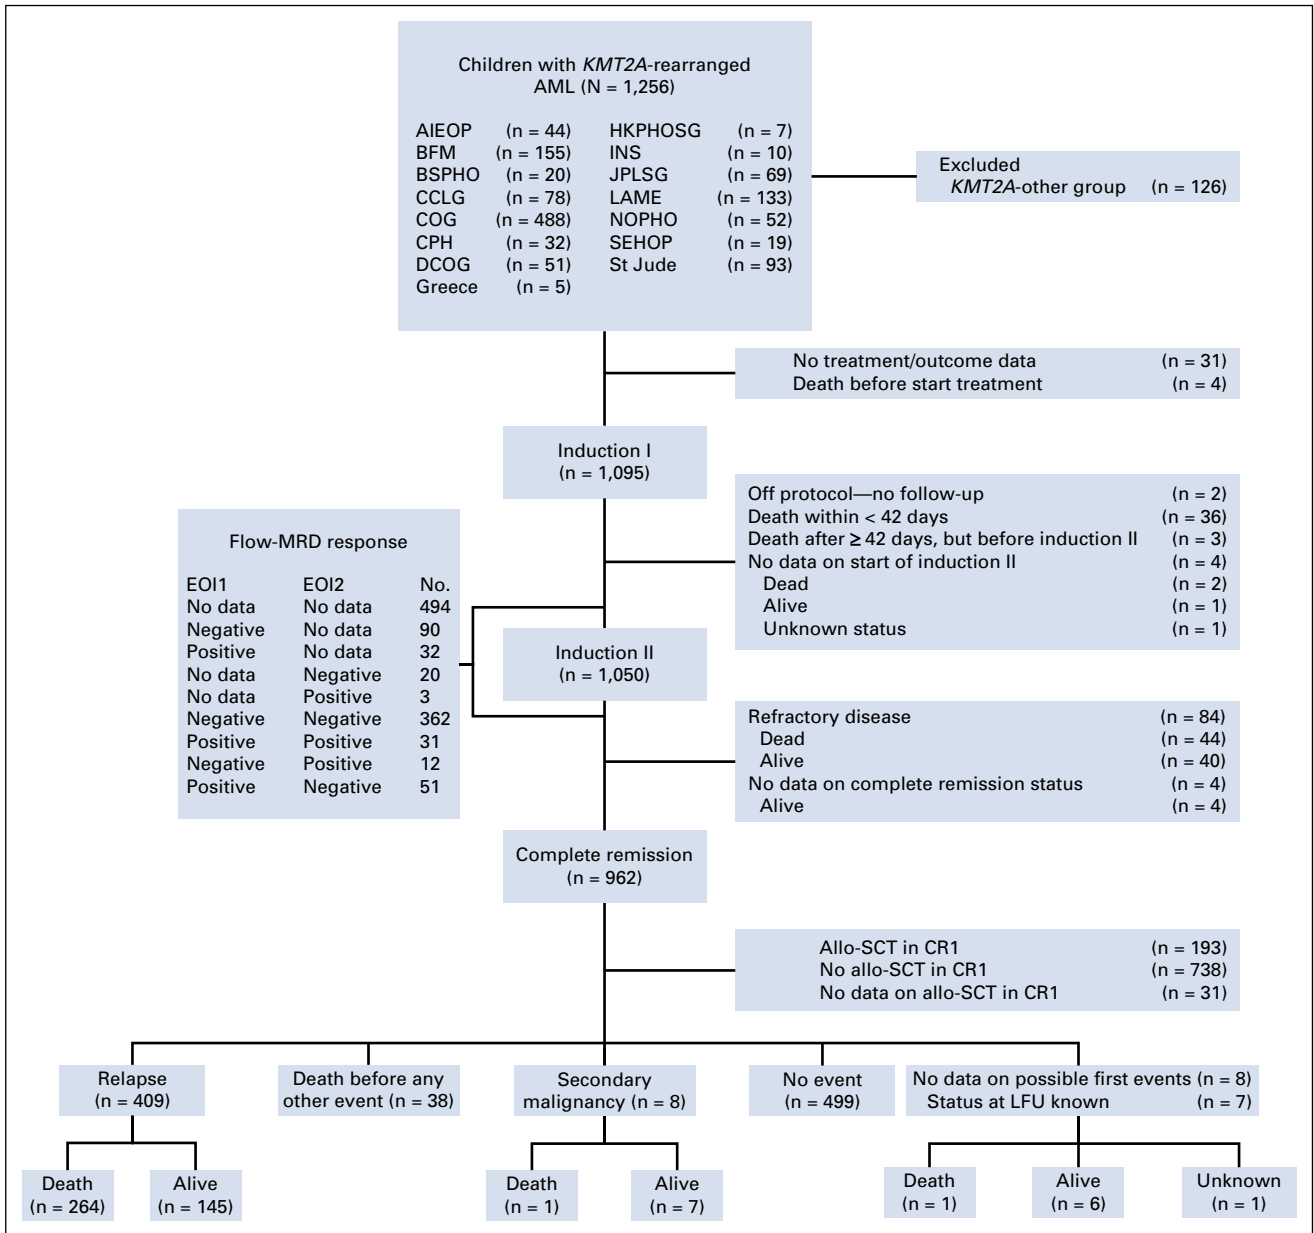 Children with KMT2A-rearranged
AML (N = 1,256)
AIEOP (n = 44) HKPHOSG (n = 7)
BFM (n = 155) INS (n = 10)
BSPHO (n = 20) JPLSG (n = 69)
CCLG (n = 78) LAME (n = 133)
COG (n = 488) NOPHO (n = 52)
CPH (n = 32) SEHOP (n = 19)
DCOG (n = 51) St Jude (n = 93)
Greece (n = 5)
Excluded
KMT2A-other group (n = 126)
No treatment/outcome data (n = 31)
Death before start treatment (n = 4)
Induction I
(n = 1,095)
Off protocol—no follow-up (n = 2)
Death within < 42 days (n = 36)
Death after ≥ 42 days, but before induction II (n = 3)
No data on start of induction II (n = 4)
Dead (n = 2)
Alive (n = 1)
Unknown status (n = 1)
Flow-MRD response
EOI1 EOI2 No.
No data No data 494
Negative No data 90
Positive No data 32
No data Negative 20
No data Positive 3
Negative Negative 362
Positive Positive 31
Negative Positive 12
Positive Negative 51
Induction II
(n = 1,050)
Refractory disease (n = 84)
Dead (n = 44)
Alive (n = 40)
No data on complete remission status (n = 4)
Alive (n = 4)
Complete remission
(n = 962)
Allo-SCT in CR1 (n = 193)
No allo-SCT in CR1 (n = 738)
No data on allo-SCT in CR1 (n = 31)
Relapse
(n = 409)
Death before any
other event (n = 38)
Secondary
malignancy (n = 8)
No event
(n = 499)
No data on possible first events (n = 8)
Status at LFU known (n = 7)
Death
(n = 264)
Alive
(n = 145)
Death
(n = 1)
Alive
(n = 7)
Death
(n = 1)
Alive
(n = 6)
Unknown
(n = 1)